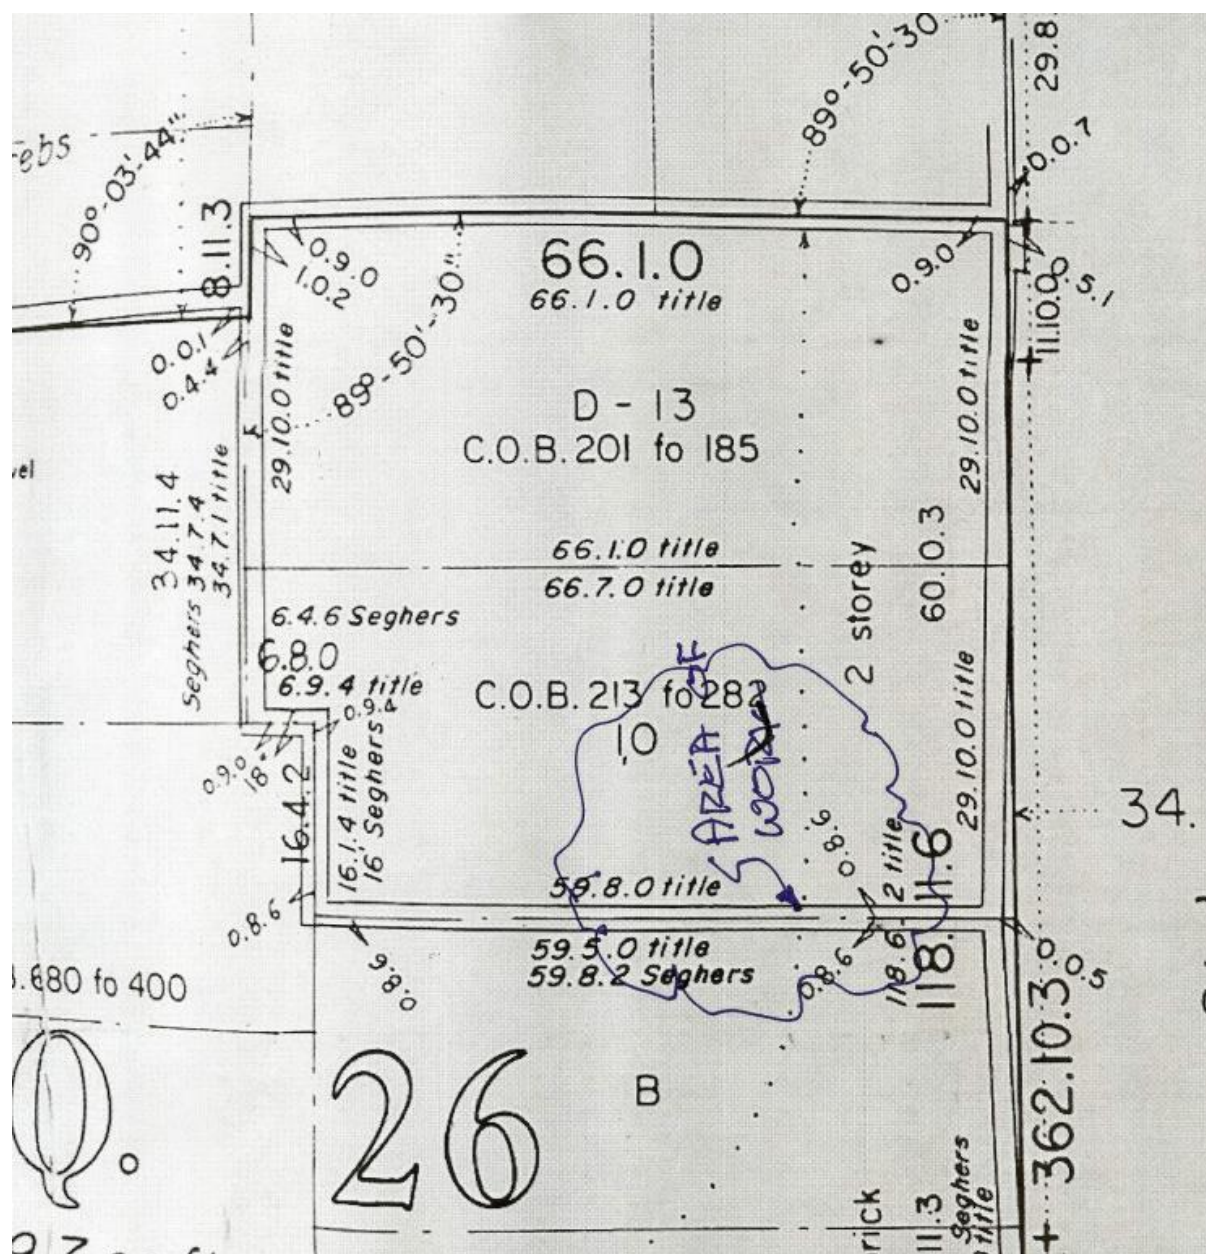 89°-50'-30
29.8
ebs
90°-03'-44"
0.0.7
8.11.3
0.9.0
1.0.2
66.1.0
66.1.0 title
0.9.0
0.5.1
11.10.0
0.0.1
0.4.4
89°-50'-30"
29.10.0 title
29.10.0 title
D - 13
C.O.B. 201 fo 185
34.11.4
Seghers 34.7.4
34.7.1 title
66.1.0 title
66.7.0 title
2 storey
60.0.3
6.4.6 Seghers
6.8.0
6.9.4 title
0.9.4
C.O.B. 213 fo 282
10
AREA OF
WORK
29.10.0 title
0.9.0
18
16.4.2
16.1.4 title
16' Seghers
34.
0.8.6
2 title
11.6
59.8.0 title
0.8.6
59.5.0 title
59.8.2 Seghers
0.8.6
0.8.6
118.6
118.
0.0.5
.680 fo 400
362.10.3
26
B
rick
11.3
Seghers
title